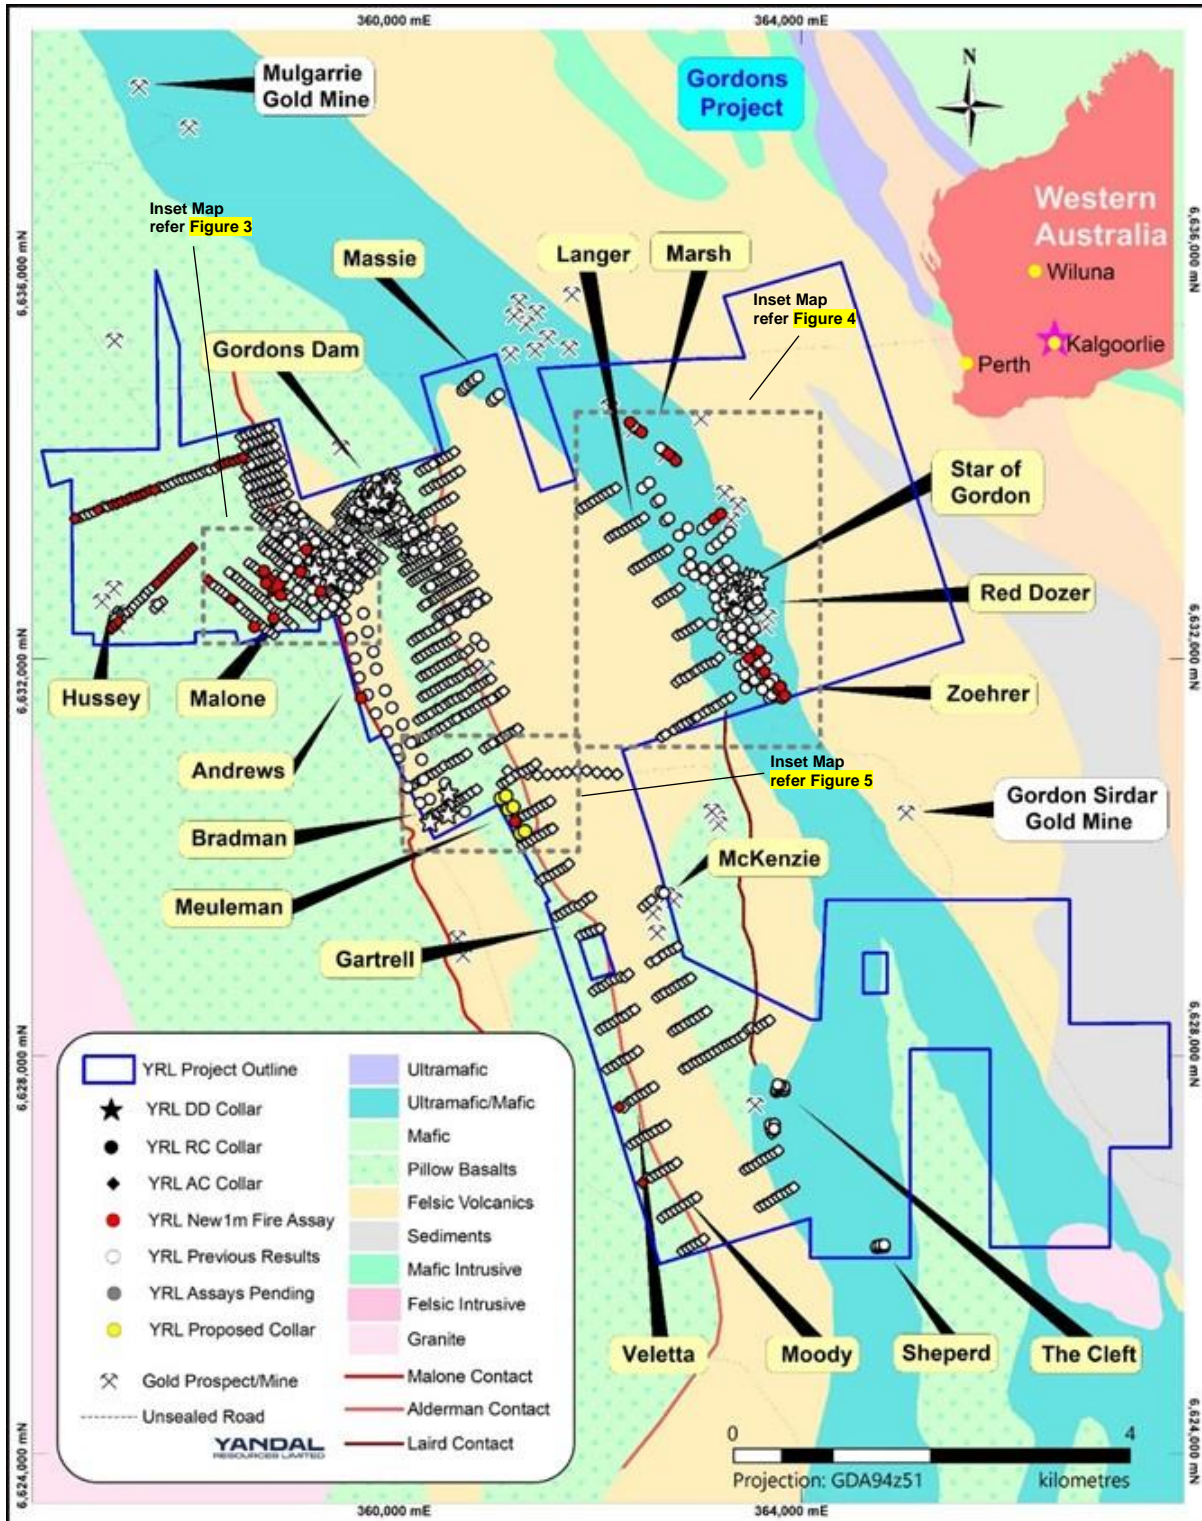 360,000 mE
364,000 mE
Mulgarrie
Gold Mine
Gordons
Project
N
Western
Australia
Wiluna
Kalgoorlie
Perth
Inset Map
refer Figure 3
6,636,000 mN
6,636,000 mN
Massie
Langer
Marsh
Inset Map
refer Figure 4
Gordons Dam
Star of
Gordon
Red Dozer
6,632,000 mN
6,632,000 mN
Hussey
Malone
Zoehrer
Andrews
Inset Map
refer Figure 5
Bradman
Gordon Sirdar
Gold Mine
McKenzie
Meuleman
Gartrell
6,628,000 mN
6,628,000 mN
YRL Project Outline
YRL DD Collar
YRL RC Collar
YRL AC Collar
YRL New1m Fire Assay
YRL Previous Results
YRL Assays Pending
YRL Proposed Collar
Gold Prospect/Mine
Unsealed Road
YANDAL
RESOURCES LIMITED
Ultramafic
Ultramafic/Mafic
Mafic
Pillow Basalts
Felsic Volcanics
Sediments
Mafic Intrusive
Felsic Intrusive
Granite
Malone Contact
Alderman Contact
Laird Contact
Veletta
Moody
Sheperd
The Cleft
0
4
Projection: GDA94z51
kilometres
6,624,000 mN
6,624,000 mN
360,000 mE
364,000 mE